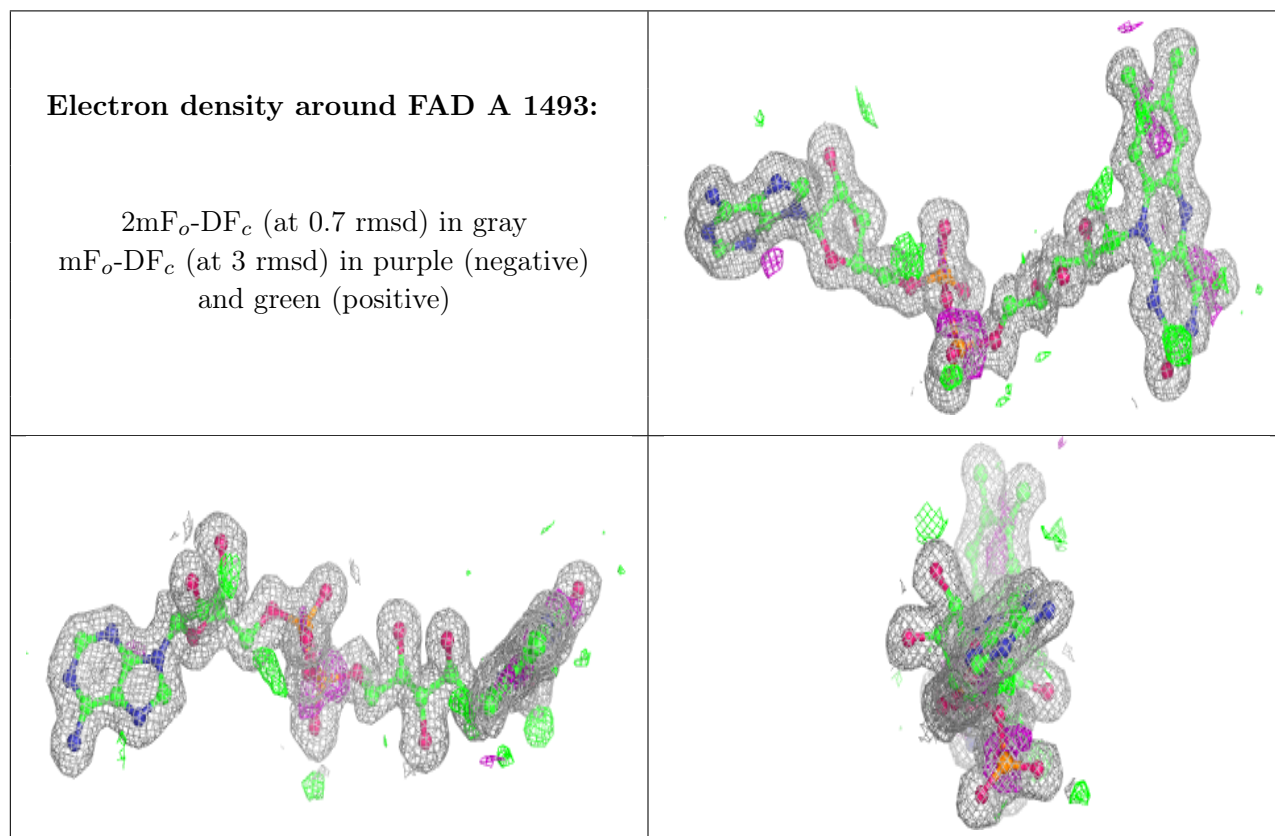 Electron density around FAD A 1493:
2mFo-DFc (at 0.7 rmsd) in gray
mFo-DFc (at 3 rmsd) in purple (negative)
and green (positive)